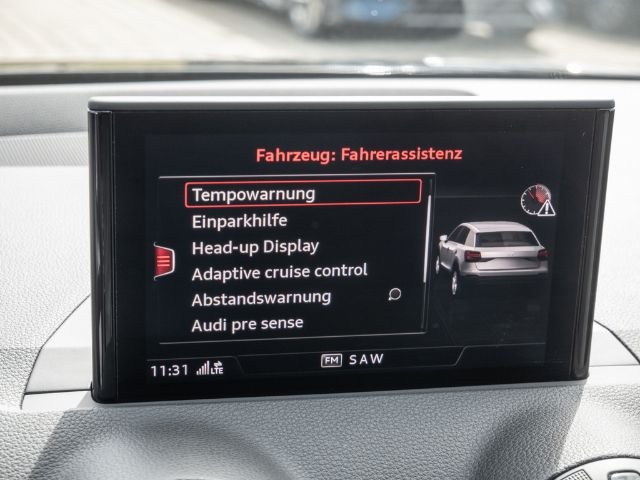 Fahrzeug: Fahrerassistenz
Tempowarnung
Einparkhilfe
Head-up Display
Adaptive cruise control
Abstandswarnung
Audi pre sense
11:31 LTE FM SAW